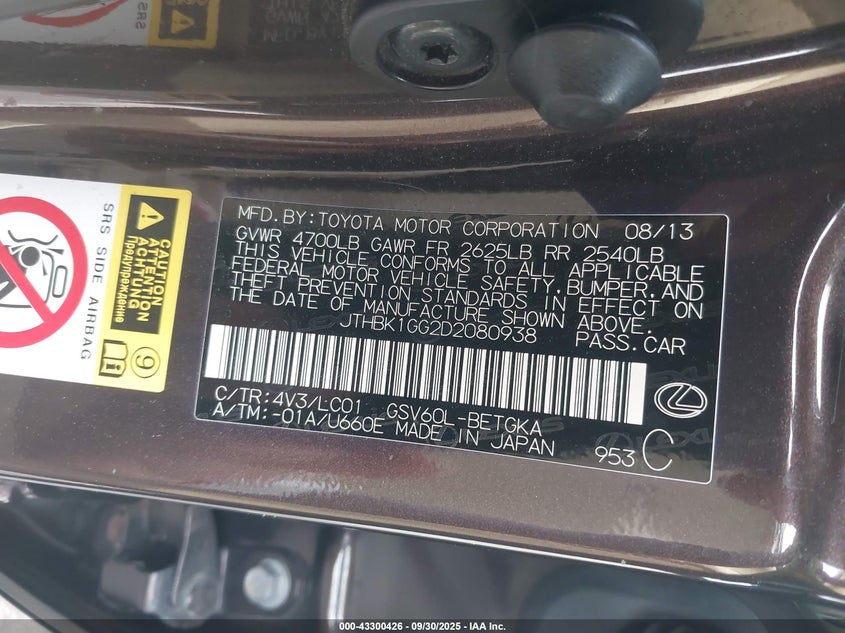 MFD.BY:TOYOTA MOTOR CORPORATION 08/13
GVWR 4700LB GAWR FR 2625LB RR 2540LB
THIS VEHICLE CONFORMS TO ALL APPLICABLE
FEDERAL MOTOR VEHICLE SAFETY, BUMPER, AND
THEFT PREVENTION STANDARDS IN EFFECT ON
THE DATE OF MANUFACTURE SHOWN ABOVE.
JTHBK1GG2D2080938 PASS.CAR
C/TR:4V3/LC01 GSV60L-BETGKA
A/TM:-01A/U660E MADE IN JAPAN
953 C
SRS SIDE AIRBAG
CAUTION
ATTENTION
ACHTUNG
Предупреждение
9
000-43300426 - 09/30/2025 - IAA Inc.